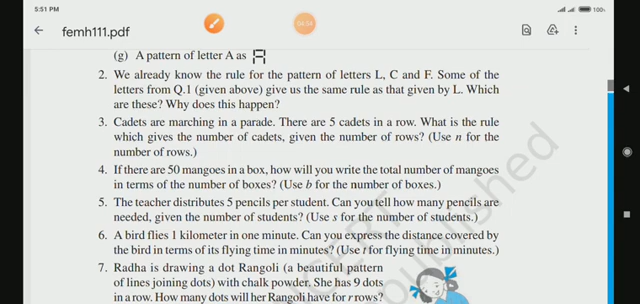 5:51 PM
100%
femh111.pdf
04:54
(g) A pattern of letter A as
2. We already know the rule for the pattern of letters L, C and F. Some of the
letters from Q.1 (given above) give us the same rule as that given by L. Which
are these? Why does this happen?
3. Cadets are marching in a parade. There are 5 cadets in a row. What is the rule
which gives the number of cadets, given the number of rows? (Use n for the
number of rows.)
4. If there are 50 mangoes in a box, how will you write the total number of mangoes
in terms of the number of boxes? (Use b for the number of boxes.)
5. The teacher distributes 5 pencils per student. Can you tell how many pencils are
needed, given the number of students? (Use s for the number of students.)
6. A bird flies 1 kilometer in one minute. Can you express the distance covered by
the bird in terms of its flying time in minutes? (Use t for flying time in minutes.)
7. Radha is drawing a dot Rangoli (a beautiful pattern
of lines joining dots) with chalk powder. She has 9 dots
in a row. How many dots will her Rangoli have for r rows?